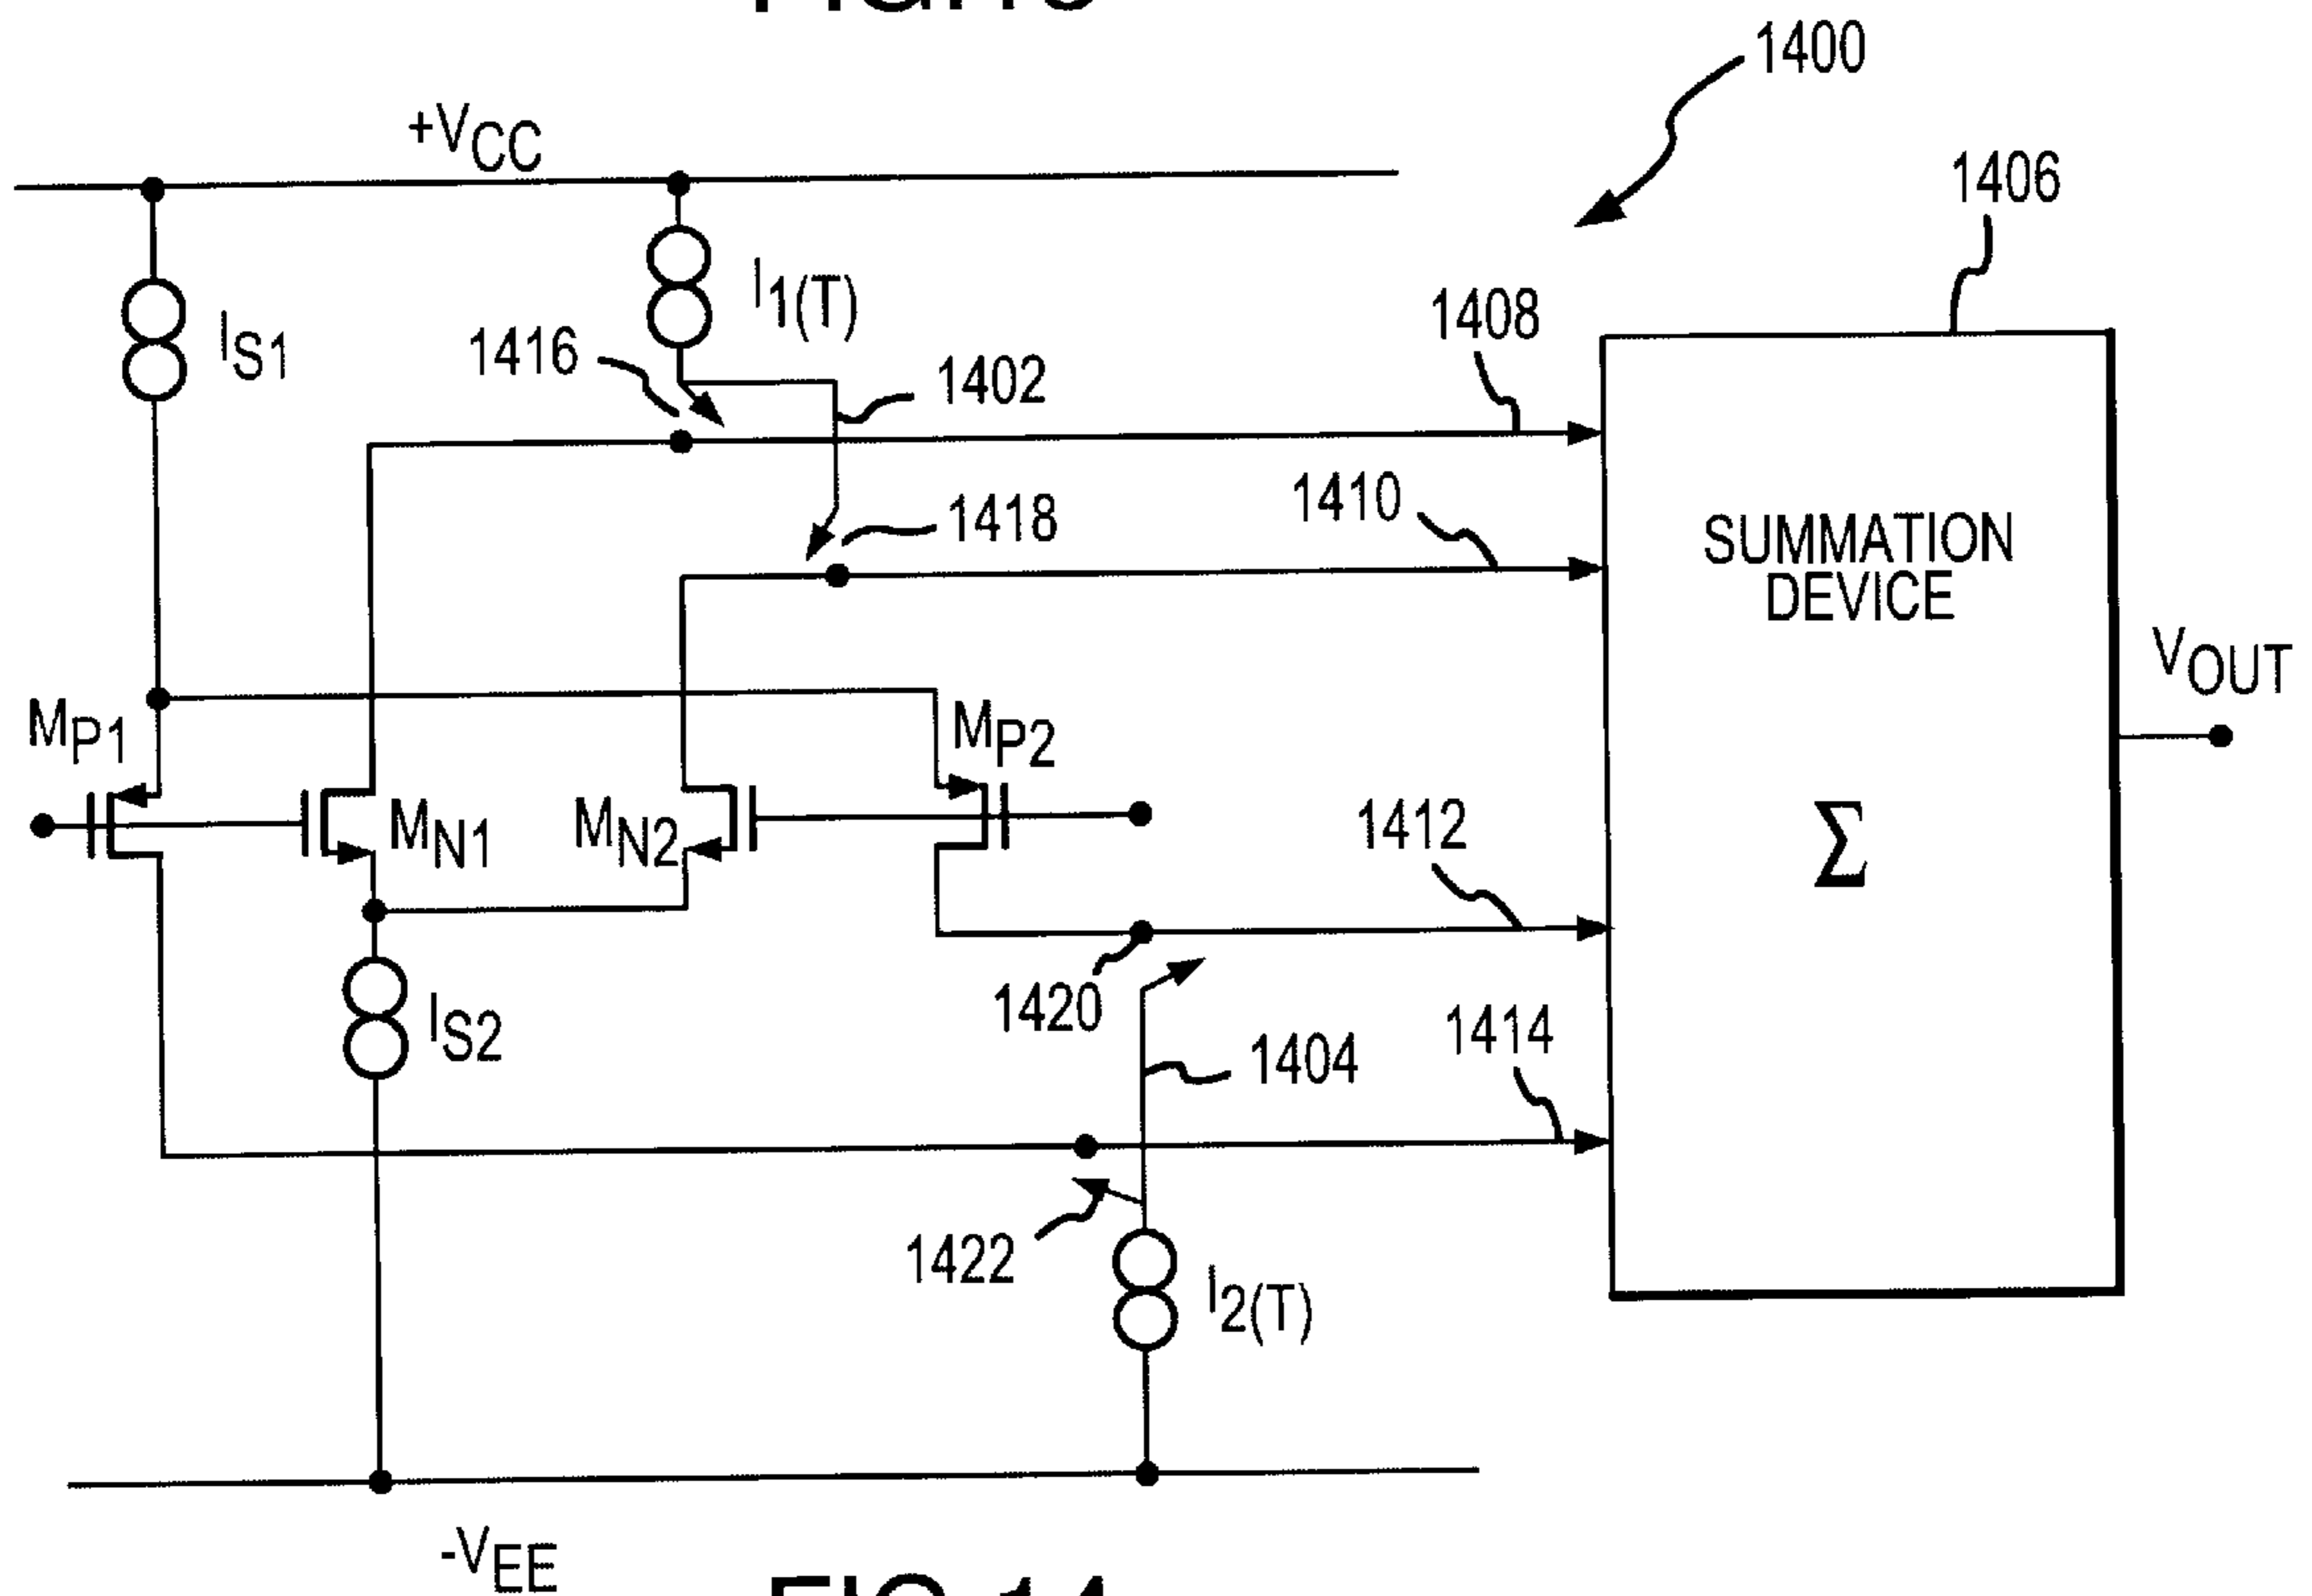 1400
+VCC
1406
I1(T)
1408
IS1
1416
1402
1410
1418
SUMMATION
DEVICE
VOUT
MP1
MP2
1412
MN1
MN2
Σ
1420
1414
IS2
1404
1422
I2(T)
-VEE